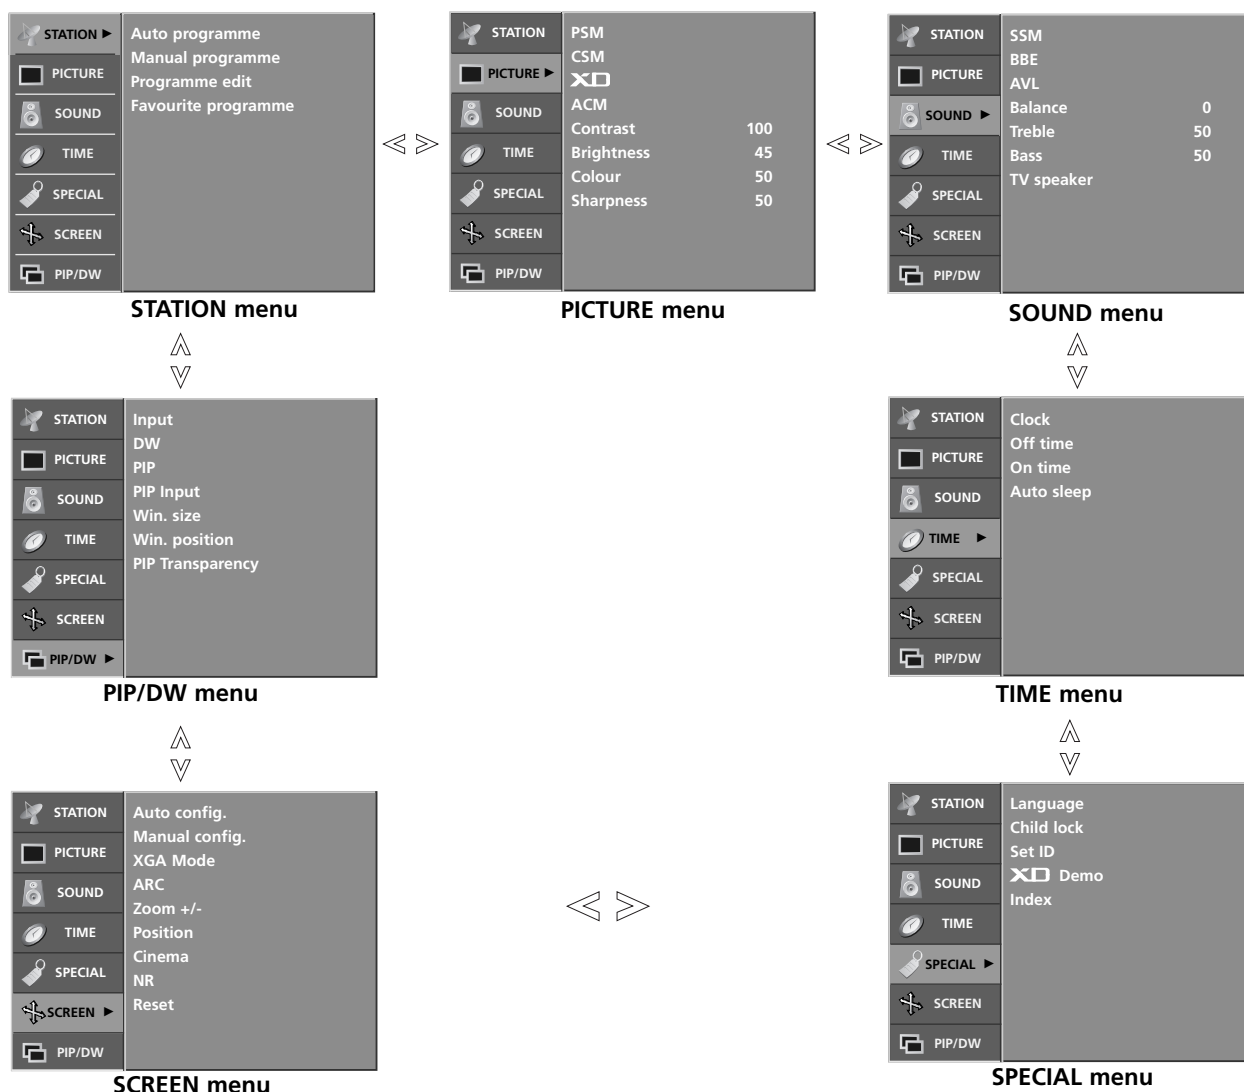 STATION
PICTURE
SOUND
TIME
SPECIAL
SCREEN
PIP/DW
Auto programme
Manual programme
Programme edit
Favourite programme
STATION menu
STATION
PICTURE
SOUND
TIME
SPECIAL
SCREEN
PIP/DW
PSM
CSM
XD
ACM
Contrast 100
Brightness 45
Colour 50
Sharpness 50
PICTURE menu
STATION
PICTURE
SOUND
TIME
SPECIAL
SCREEN
PIP/DW
SSM
BBE
AVL
Balance 0
Treble 50
Bass 50
TV speaker
SOUND menu
STATION
PICTURE
SOUND
TIME
SPECIAL
SCREEN
PIP/DW
Input
DW
PIP
PIP Input
Win. size
Win. position
PIP Transparency
PIP/DW menu
STATION
PICTURE
SOUND
TIME
SPECIAL
SCREEN
PIP/DW
Clock
Off time
On time
Auto sleep
TIME menu
STATION
PICTURE
SOUND
TIME
SPECIAL
SCREEN
PIP/DW
Auto config.
Manual config.
XGA Mode
ARC
Zoom +/-
Position
Cinema
NR
Reset
SCREEN menu
STATION
PICTURE
SOUND
TIME
SPECIAL
SCREEN
PIP/DW
Language
Child lock
Set ID
XD Demo
Index
SPECIAL menu